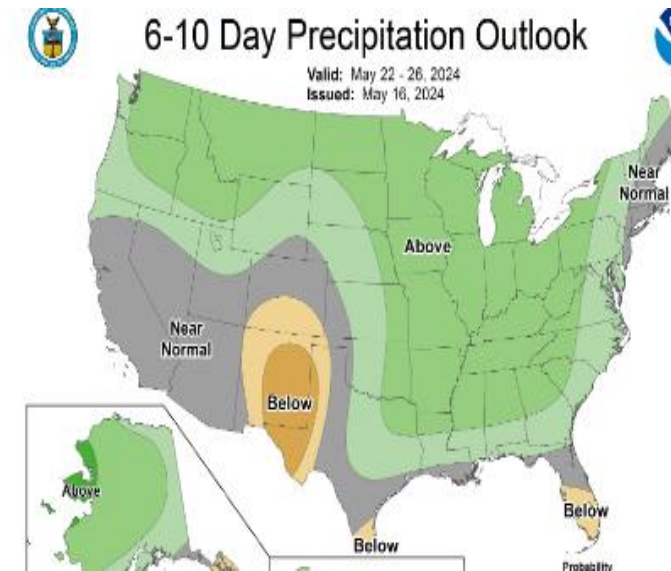 6-10 Day Precipitation Outlook
Valid: May 22 - 26, 2024
Issued: May 16, 2024
Near
Normal
Above
Near
Normal
Below
Above
Below
Below
Probability